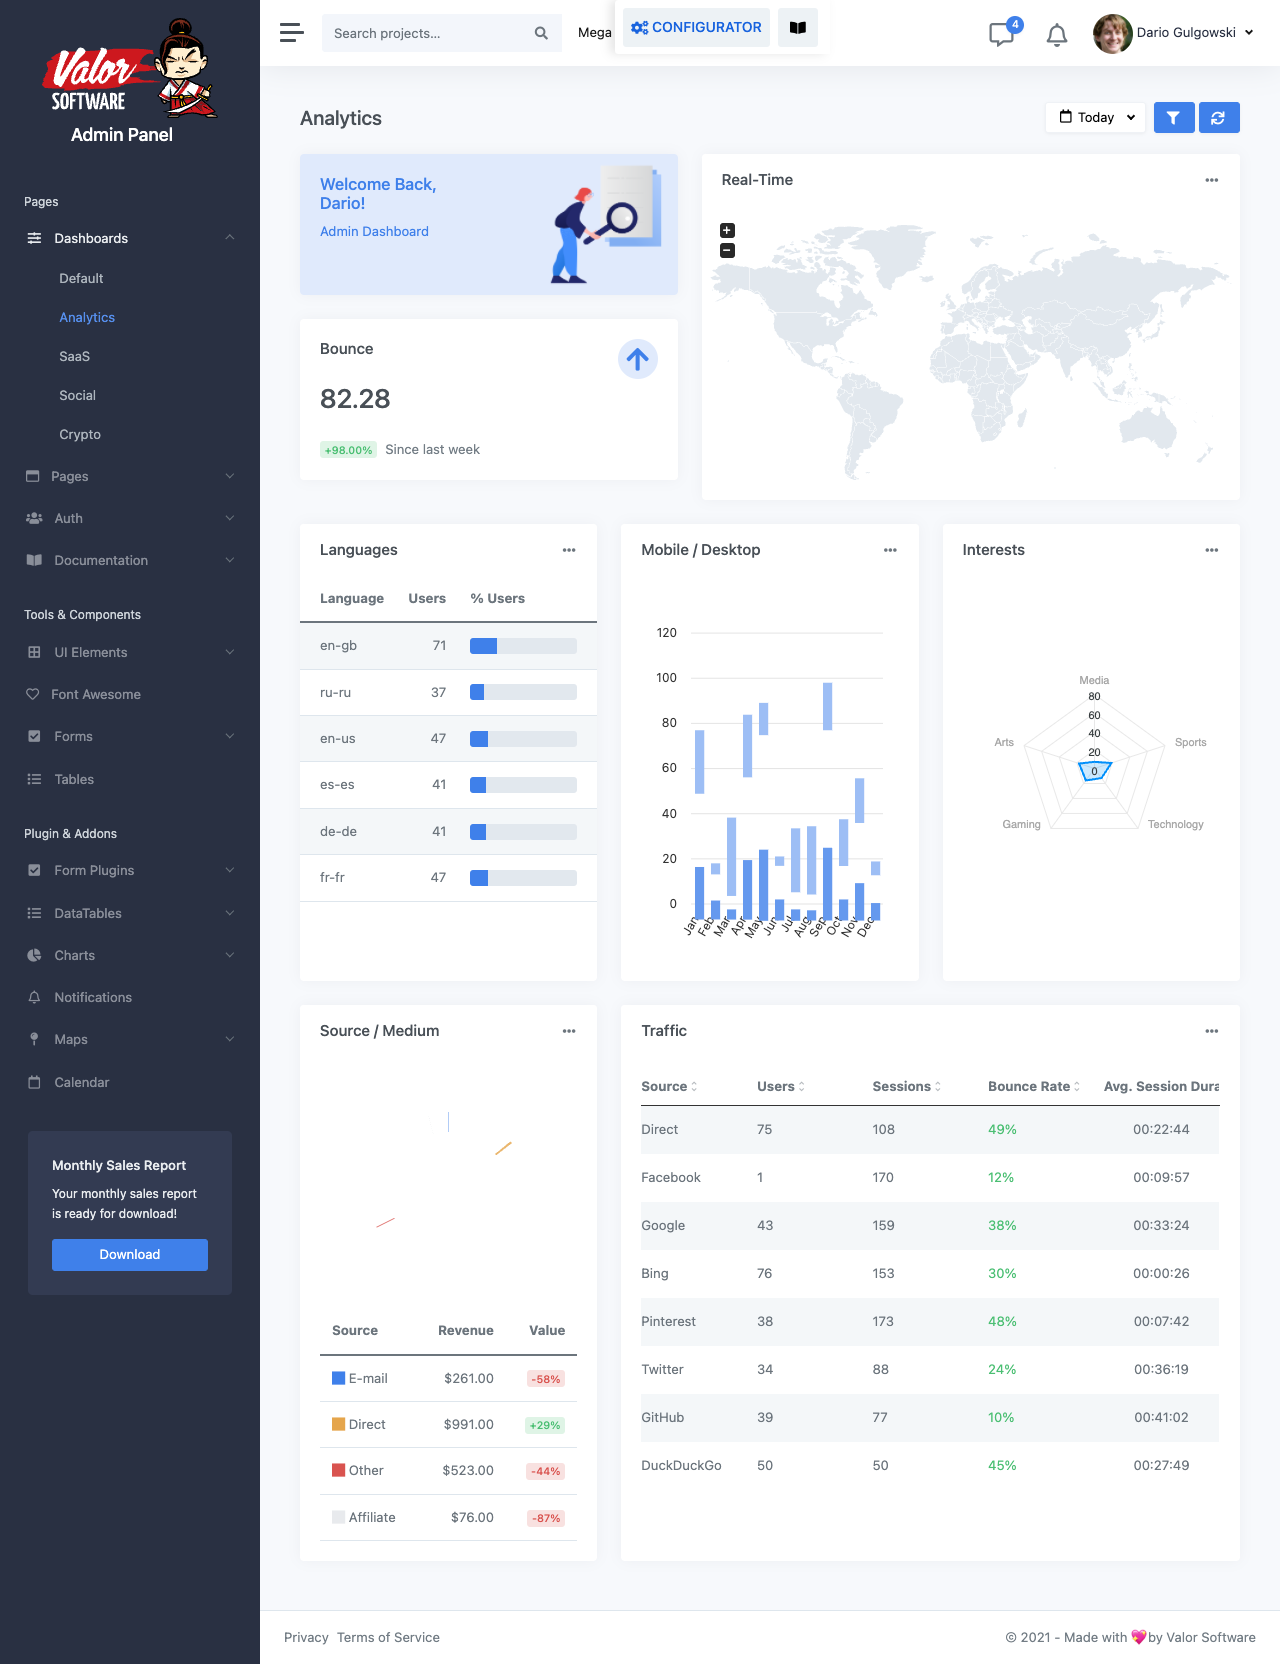 Valor
SOFTWARE
Admin Panel
Pages
Dashboards
Default
Analytics
SaaS
Social
Crypto
Pages
Auth
Documentation
Tools & Components
UI Elements
Font Awesome
Forms
Tables
Plugin & Addons
Form Plugins
DataTables
Charts
Notifications
Maps
Calendar
Monthly Sales Report
Your monthly sales report
is ready for download!
Download
Search projects...
Mega
CONFIGURATOR
4
Dario Gulgowski
Analytics
Today
Welcome Back,
Dario!
Admin Dashboard
Bounce
82.28
+98.00% Since last week
Real-Time
+
−
Languages
Language Users % Users
en-gb 71
ru-ru 37
en-us 47
es-es 41
de-de 41
fr-fr 47
Mobile / Desktop
120
100
80
60
40
20
0
Jan Feb Mar Apr May Jun Jul Aug Sep Oct Nov Dec
Interests
Media
80
60
40
20
0
Arts
Sports
Gaming
Technology
Source / Medium
Source Revenue Value
E-mail $261.00 -58%
Direct $991.00 +29%
Other $523.00 -44%
Affiliate $76.00 -87%
Traffic
Source Users Sessions Bounce Rate Avg. Session Dura
Direct 75 108 49% 00:22:44
Facebook 1 170 12% 00:09:57
Google 43 159 38% 00:33:24
Bing 76 153 30% 00:00:26
Pinterest 38 173 48% 00:07:42
Twitter 34 88 24% 00:36:19
GitHub 39 77 10% 00:41:02
DuckDuckGo 50 50 45% 00:27:49
Privacy Terms of Service
© 2021 - Made with 💖by Valor Software